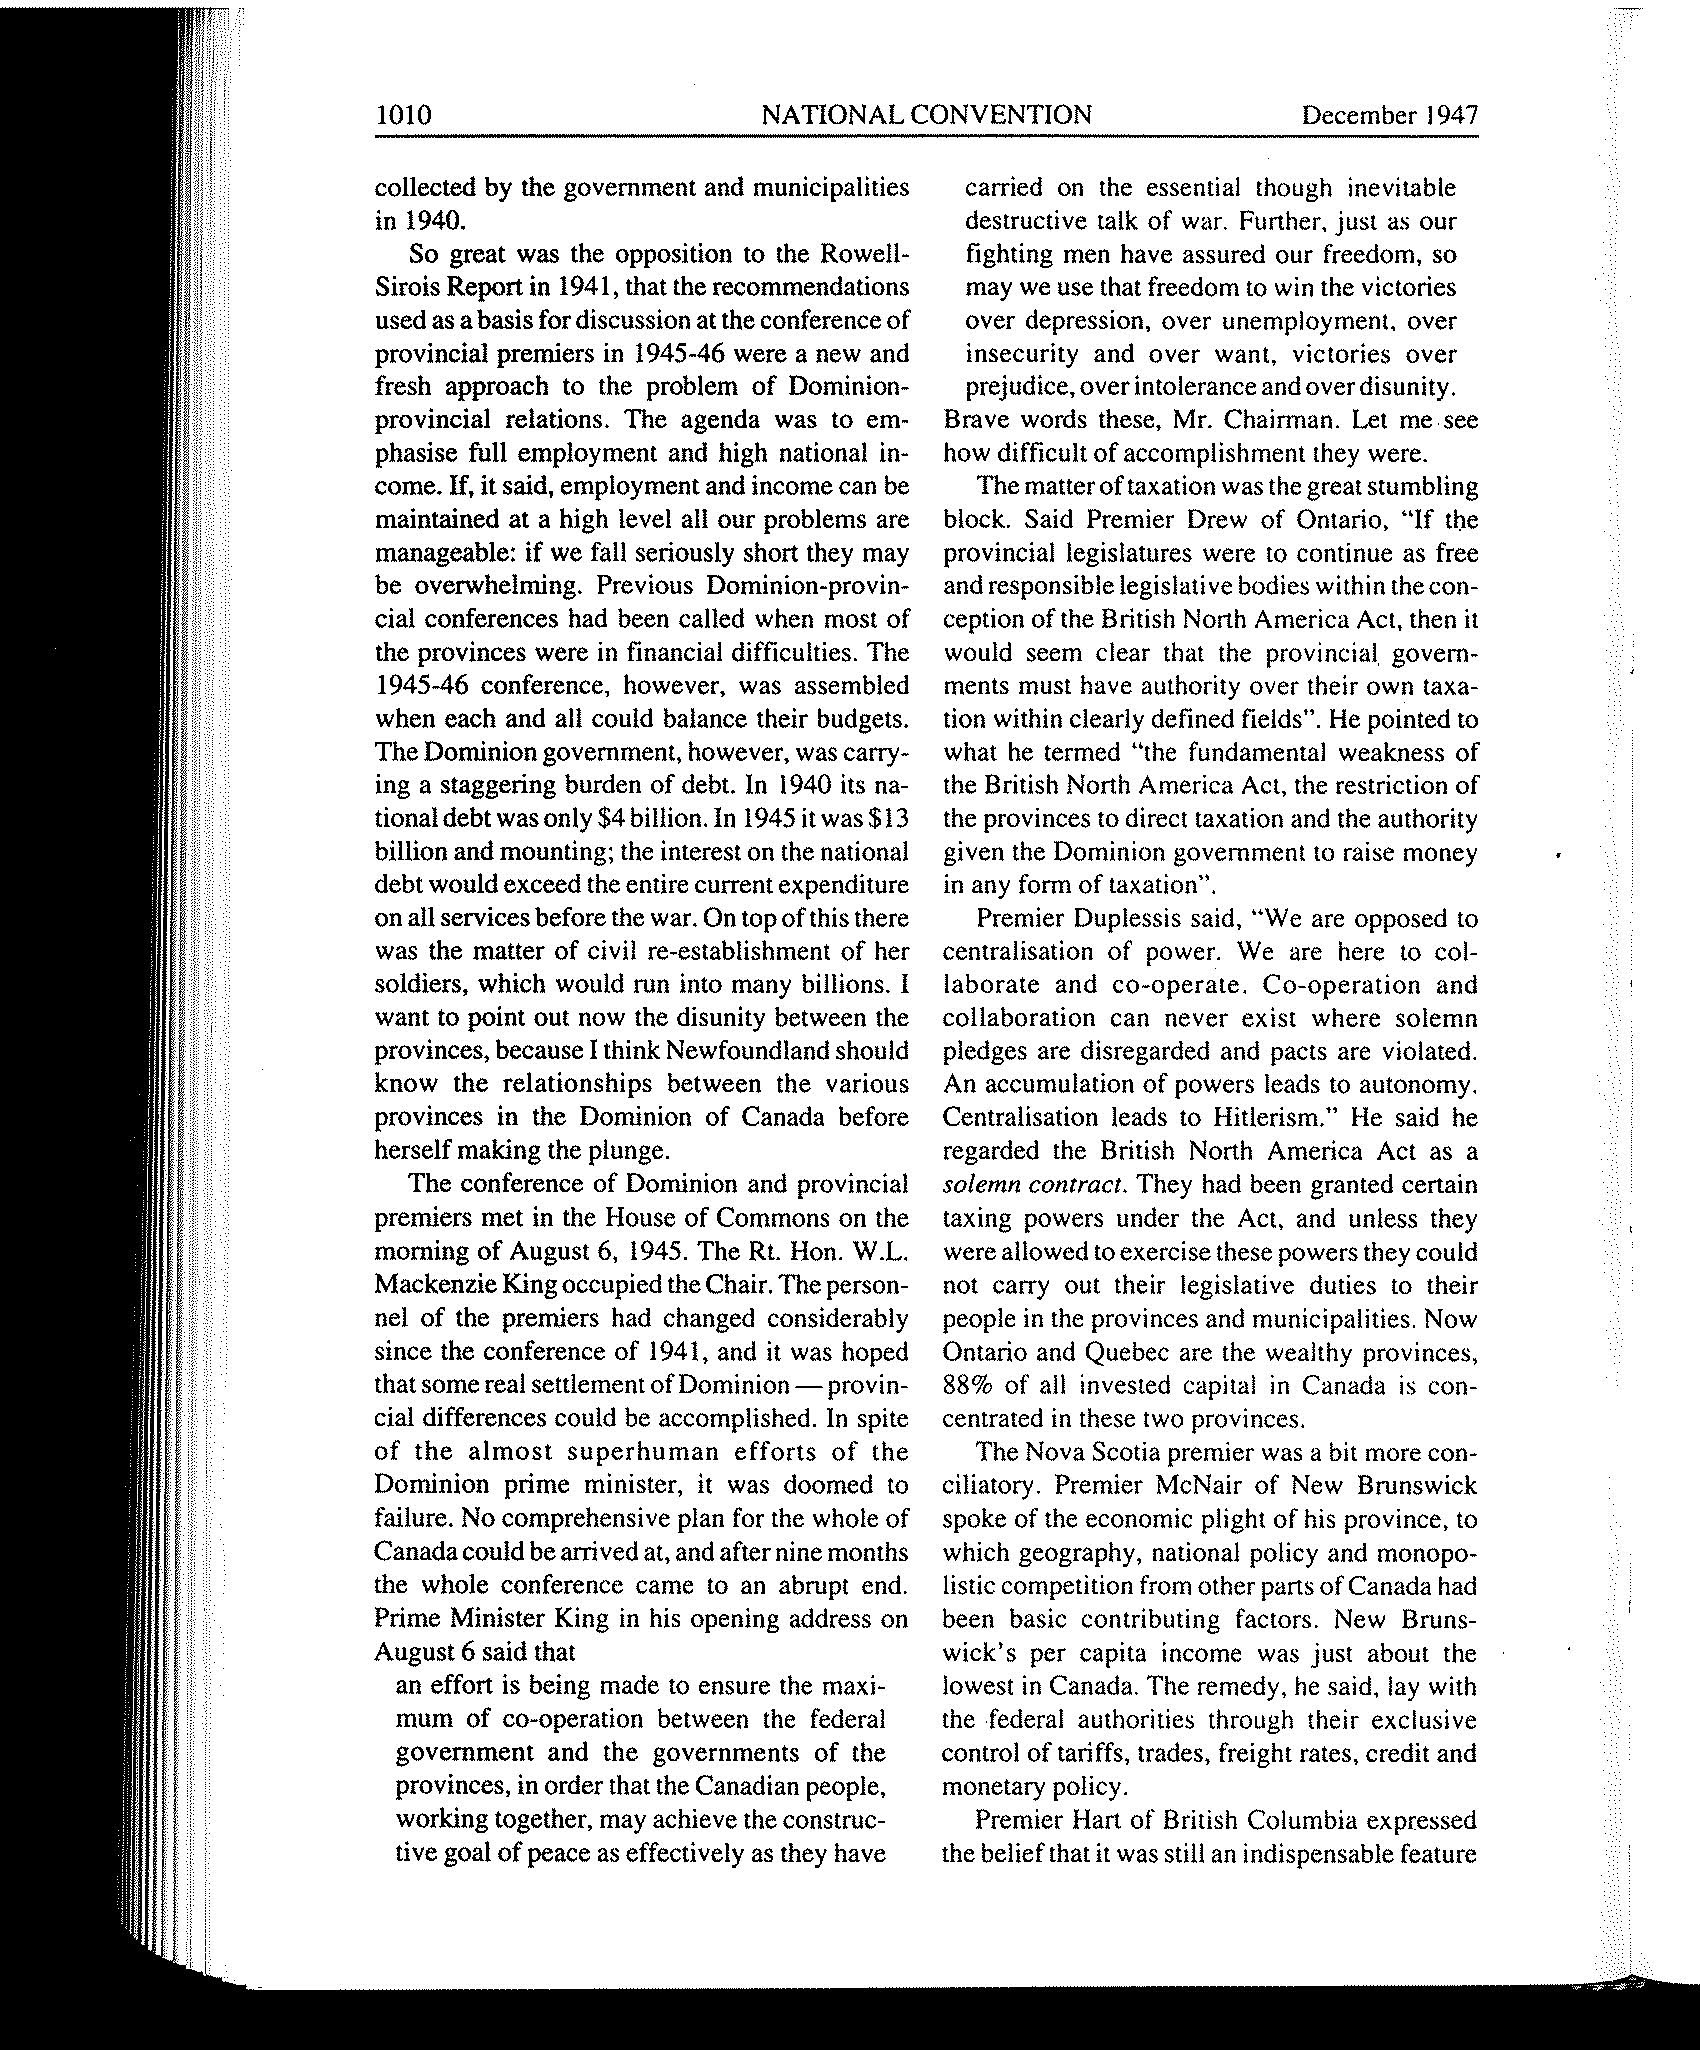 1010 NATIONAL CONVENTION December 1947
collected by the government and municipalities
in 1940.
So great was the opposition to the Rowell-
Sirois Report in 1941, that the recommendations
used as a basis for discussion at the conference of
provincial premiers in 1945-46 were a new and
fresh approach to the problem of Dominion-
provincial relations. The agenda was to em-
phasise full employment and high national in-
come. If, it said, employment and income can be
maintained at a high level all our problems are
manageable: if we fall seriously short they may
be overwhelming. Previous Dominion-provin-
cial conferences had been called when most of
the provinces were in financial difficulties. The
1945-46 conference, however, was assembled
when each and all could balance their budgets.
The Dominion government, however, was carry-
ing a staggering burden of debt. In 1940 its na-
tional debt was only $4 billion. In 1945 it was $13
billion and mounting; the interest on the national
debt would exceed the entire current expenditure
on all services before the war. On top of this there
was the matter of civil re-establishment of her
soldiers, which would run into many billions. I
want to point out now the disunity between the
provinces, because I think Newfoundland should
know the relationships between the various
provinces in the Dominion of Canada before
herself making the plunge.
The conference of Dominion and provincial
premiers met in the House of Commons on the
morning of August 6, 1945. The Rt. Hon. W.L.
Mackenzie King occupied the Chair. The person-
nel of the premiers had changed considerably
since the conference of 1941, and it was hoped
that some real settlement of Dominion — provin-
cial differences could be accomplished. In spite
of the almost superhuman efforts of the
Dominion prime minister, it was doomed to
failure. No comprehensive plan for the whole of
Canada could be arrived at, and after nine months
the whole conference came to an abrupt end.
Prime Minister King in his opening address on
August 6 said that
an effort is being made to ensure the maxi-
mum of co-operation between the federal
government and the governments of the
provinces, in order that the Canadian people,
working together, may achieve the construc-
tive goal of peace as effectively as they have
carried on the essential though inevitable
destructive talk of war. Further, just as our
fighting men have assured our freedom, so
may we use that freedom to win the victories
over depression, over unemployment, over
insecurity and over want, victories over
prejudice, over intolerance and over disunity.
Brave words these, Mr. Chairman. Let me see
how difficult of accomplishment they were.
The matter of taxation was the great stumbling
block. Said Premier Drew of Ontario, “If the
provincial legislatures were to continue as free
and responsible legislative bodies within the con-
ception of the British North America Act, then it
would seem clear that the provincial govern-
ments must have authority over their own taxa-
tion within clearly defined fields”. He pointed to
what he termed “the fundamental weakness of
the British North America Act, the restriction of
the provinces to direct taxation and the authority
given the Dominion government to raise money
in any form of taxation”.
Premier Duplessis said, “We are opposed to
centralisation of power. We are here to col-
laborate and co-operate. Co-operation and
collaboration can never exist where solemn
pledges are disregarded and pacts are violated.
An accumulation of powers leads to autonomy.
Centralisation leads to Hitlerism.” He said he
regarded the British North America Act as a
solemn contract. They had been granted certain
taxing powers under the Act, and unless they
were allowed to exercise these powers they could
not carry out their legislative duties to their
people in the provinces and municipalities. Now
Ontario and Quebec are the wealthy provinces,
88% of all invested capital in Canada is con-
centrated in these two provinces.
The Nova Scotia premier was a bit more con-
ciliatory. Premier McNair of New Brunswick
spoke of the economic plight of his province, to
which geography, national policy and monopo-
listic competition from other parts of Canada had
been basic contributing factors. New Bruns-
wick's per capita income was just about the
lowest in Canada. The remedy, he said, lay with
the federal authorities through their exclusive
control of tariffs, trades, freight rates, credit and
monetary policy.
Premier Hart of British Columbia expressed
the belief that it was still an indispensable feature